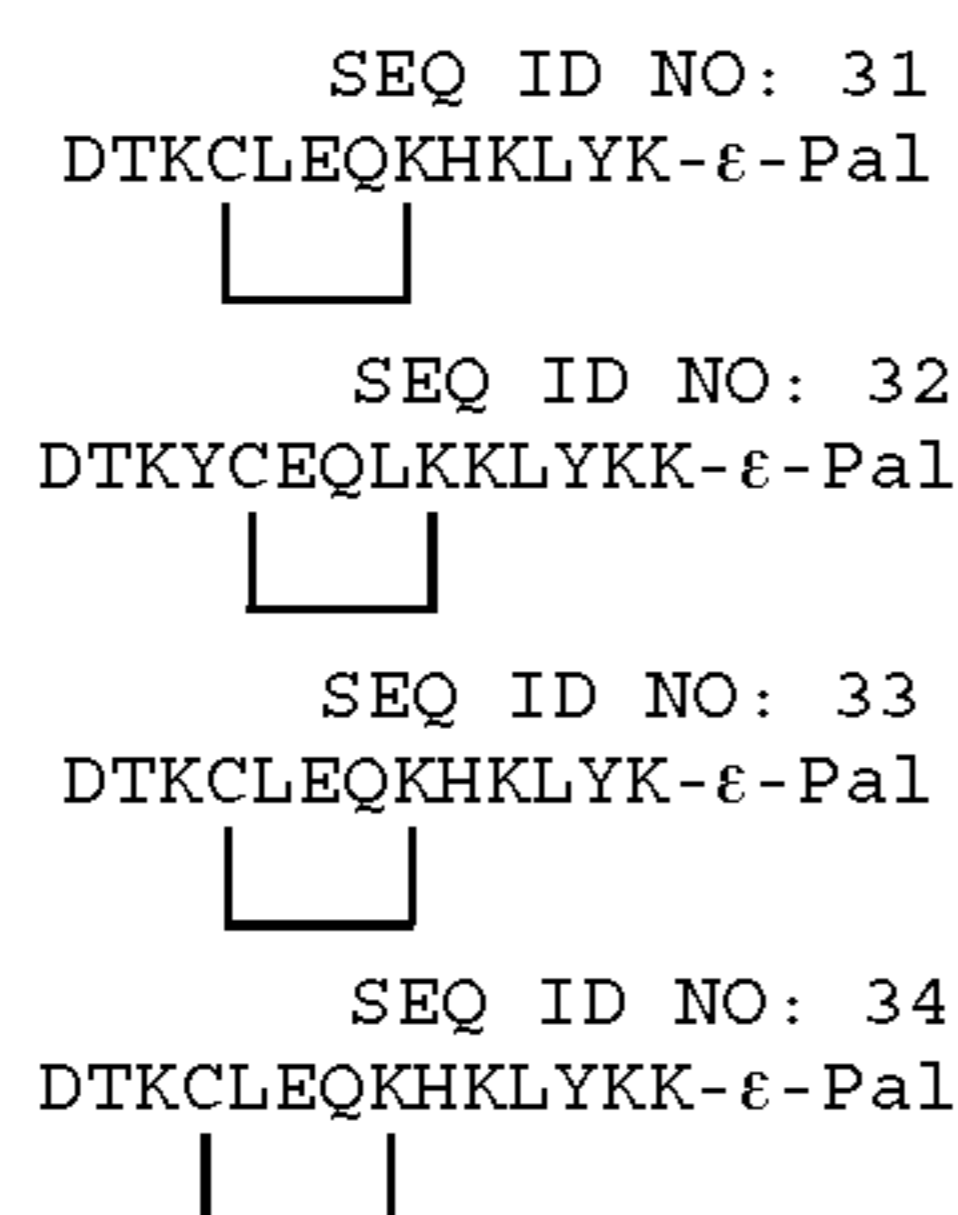 SEQ ID NO: 31
DTKCLEQKHKLYK-ε-Pal
SEQ ID NO: 32
DTKYCEQLKKLYKK-ε-Pal
SEQ ID NO: 33
DTKCLEQKHKLYK-ε-Pal
SEQ ID NO: 34
DTKCLEQKHKLYKK-ε-Pal